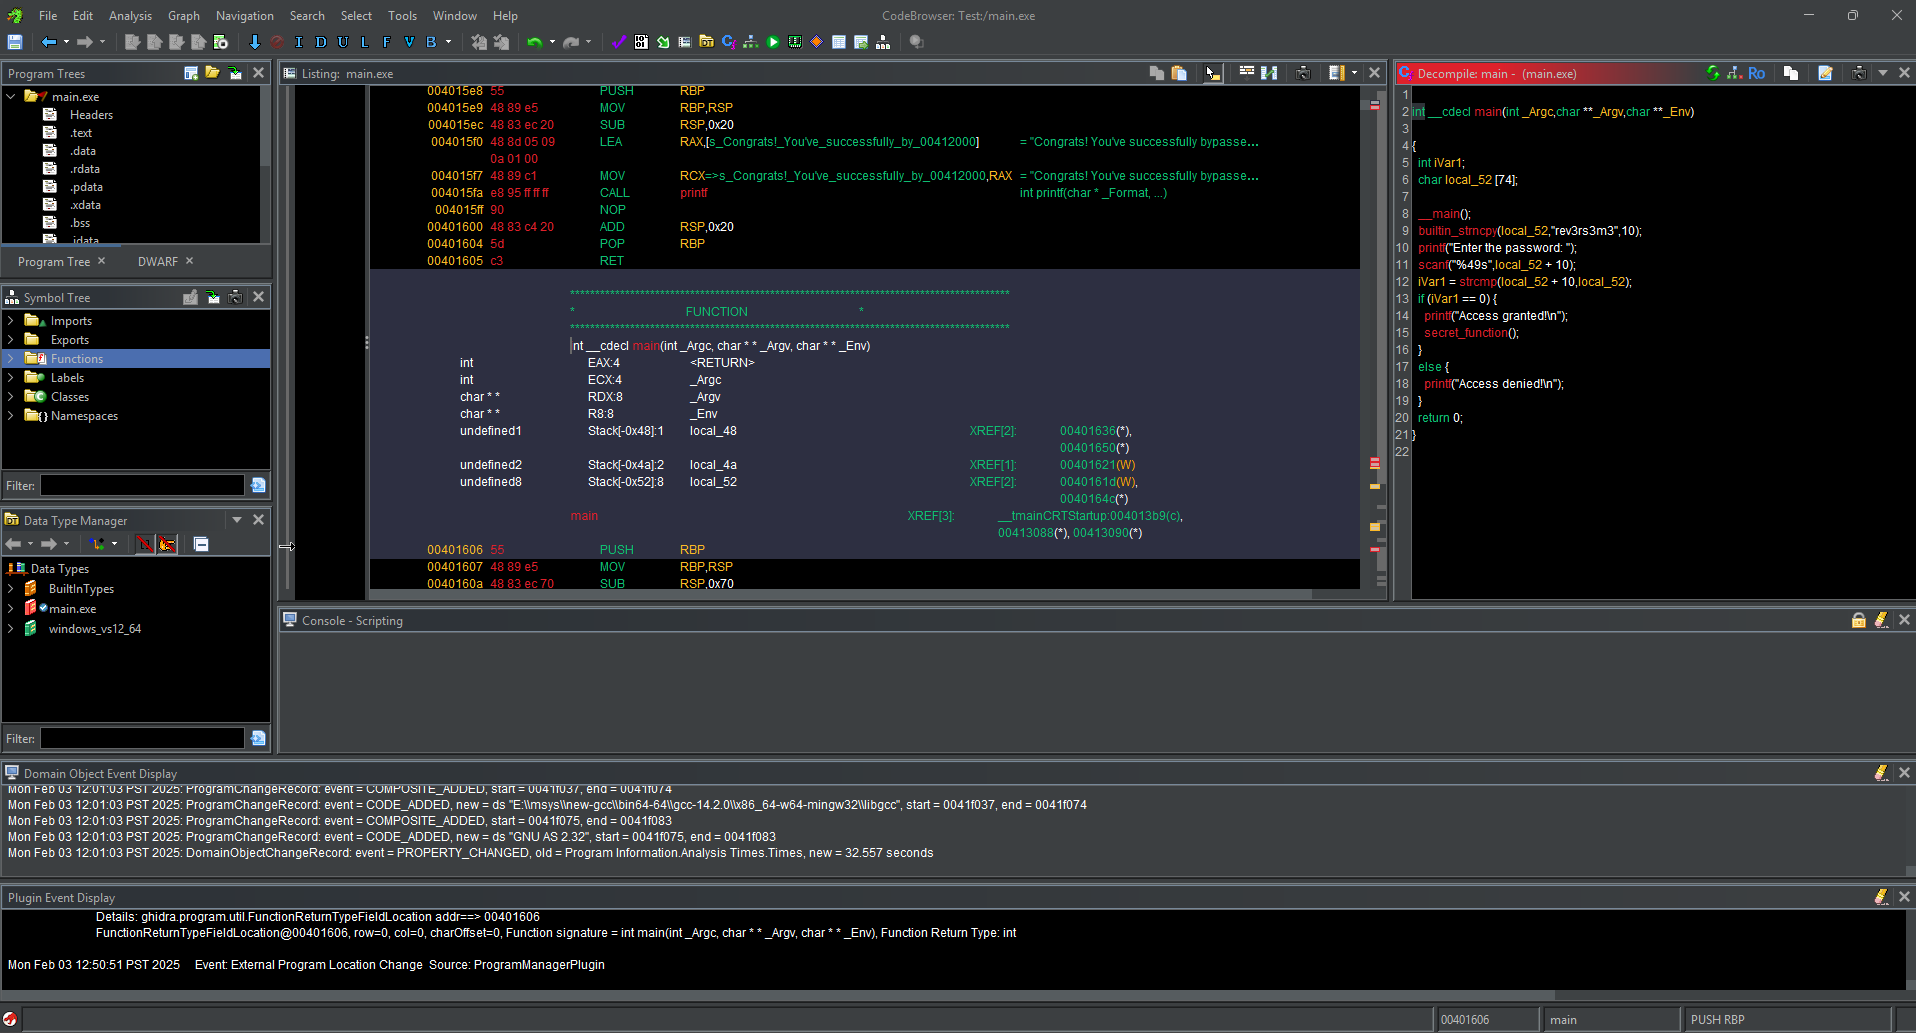 File Edit Analysis Graph Navigation Search Select Tools Window Help
CodeBrowser: Test:/main.exe
I D U L F V B
Program Trees
main.exe
Headers
.text
.data
.rdata
.pdata
.xdata
.bss
.idata
Program Tree
DWARF
Symbol Tree
Imports
Exports
Functions
Labels
Classes
Namespaces
Filter:
Data Type Manager
Data Types
BuiltInTypes
main.exe
windows_vs12_64
Filter:
Listing: main.exe
004015e8 55 PUSH RBP
004015e9 48 89 e5 MOV RBP,RSP
004015ec 48 83 ec 20 SUB RSP,0x20
004015f0 48 8d 05 09 LEA RAX,[s_Congrats!_You've_successfully_by_00412000] = "Congrats! You've successfully bypasse...
0a 01 00
004015f7 48 89 c1 MOV RCX=>s_Congrats!_You've_successfully_by_00412000,RAX = "Congrats! You've successfully bypasse...
004015fa e8 95 ff ff ff CALL printf int printf(char * _Format, ...)
004015ff 90 NOP
00401600 48 83 c4 20 ADD RSP,0x20
00401604 5d POP RBP
00401605 c3 RET
* FUNCTION *
int __cdecl main(int _Argc, char * * _Argv, char * * _Env)
int EAX:4 <RETURN>
int ECX:4 _Argc
char * * RDX:8 _Argv
char * * R8:8 _Env
undefined1 Stack[-0x48]:1 local_48 XREF[2]: 00401636(*),
00401650(*)
undefined2 Stack[-0x4a]:2 local_4a XREF[1]: 00401621(W)
undefined8 Stack[-0x52]:8 local_52 XREF[2]: 0040161d(W),
0040164c(*)
main XREF[3]: __tmainCRTStartup:004013b9(c),
00413088(*), 00413090(*)
00401606 55 PUSH RBP
00401607 48 89 e5 MOV RBP,RSP
0040160a 48 83 ec 70 SUB RSP,0x70
Decompile: main - (main.exe)
Ro
1
2 int __cdecl main(int _Argc,char **_Argv,char **_Env)
3
4 {
5 int iVar1;
6 char local_52 [74];
7
8 __main();
9 builtin_strncpy(local_52,"rev3rs3m3",10);
10 printf("Enter the password: ");
11 scanf("%49s",local_52 + 10);
12 iVar1 = strcmp(local_52 + 10,local_52);
13 if (iVar1 == 0) {
14 printf("Access granted!\n");
15 secret_function();
16 }
17 else {
18 printf("Access denied!\n");
19 }
20 return 0;
21 }
22
Console - Scripting
Domain Object Event Display
Mon Feb 03 12:01:03 PST 2025: ProgramChangeRecord: event = COMPOSITE_ADDED, start = 0041f037, end = 0041f074
Mon Feb 03 12:01:03 PST 2025: ProgramChangeRecord: event = CODE_ADDED, new = ds "E:\\msys\\new-gcc\\bin64-64\\gcc-14.2.0\\x86_64-w64-mingw32\\libgcc", start = 0041f037, end = 0041f074
Mon Feb 03 12:01:03 PST 2025: ProgramChangeRecord: event = COMPOSITE_ADDED, start = 0041f075, end = 0041f083
Mon Feb 03 12:01:03 PST 2025: ProgramChangeRecord: event = CODE_ADDED, new = ds "GNU AS 2.32", start = 0041f075, end = 0041f083
Mon Feb 03 12:01:03 PST 2025: DomainObjectChangeRecord: event = PROPERTY_CHANGED, old = Program Information.Analysis Times.Times, new = 32.557 seconds
Plugin Event Display
Details: ghidra.program.util.FunctionReturnTypeFieldLocation addr==> 00401606
FunctionReturnTypeFieldLocation@00401606, row=0, col=0, charOffset=0, Function signature = int main(int _Argc, char * * _Argv, char * * _Env), Function Return Type: int
Mon Feb 03 12:50:51 PST 2025 Event: External Program Location Change Source: ProgramManagerPlugin
00401606
main
PUSH RBP